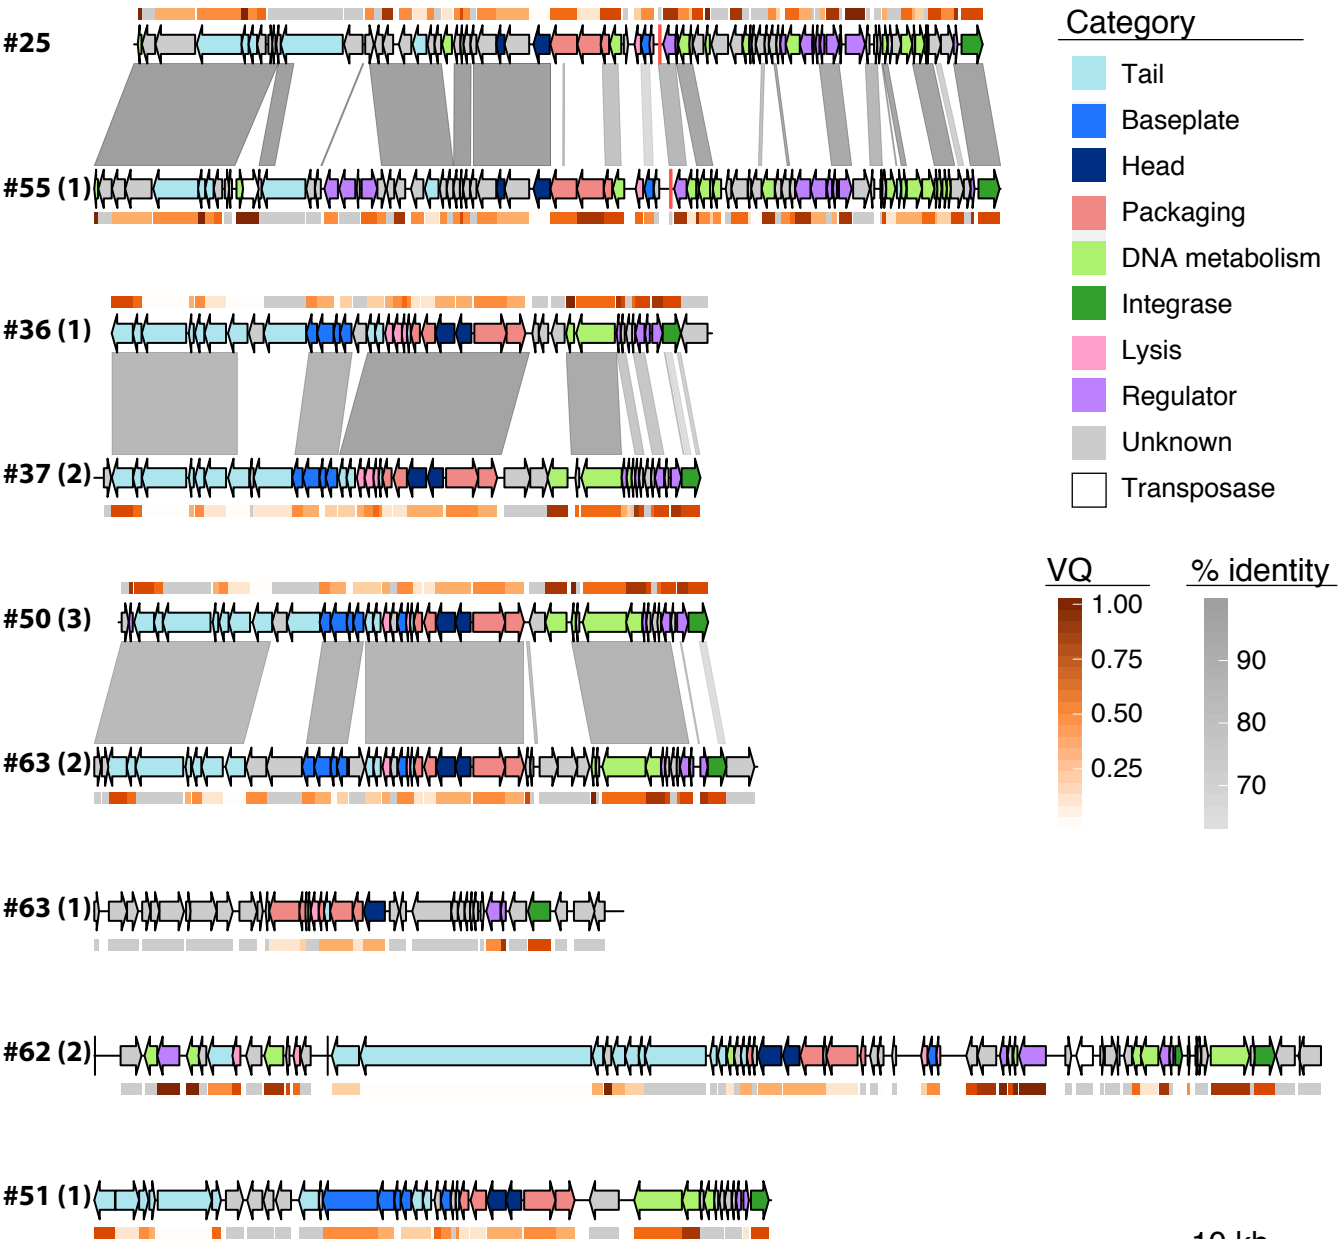 #25
#55 (1)
#36 (1)
#37 (2)
#50 (3)
#63 (2)
#63 (1)
#62 (2)
#51 (1)
Category
Tail
Baseplate
Head
Packaging
DNA metabolism
Integrase
Lysis
Regulator
Unknown
Transposase
VQ
1.00
0.75
0.50
0.25
% identity
90
80
70
10 kb